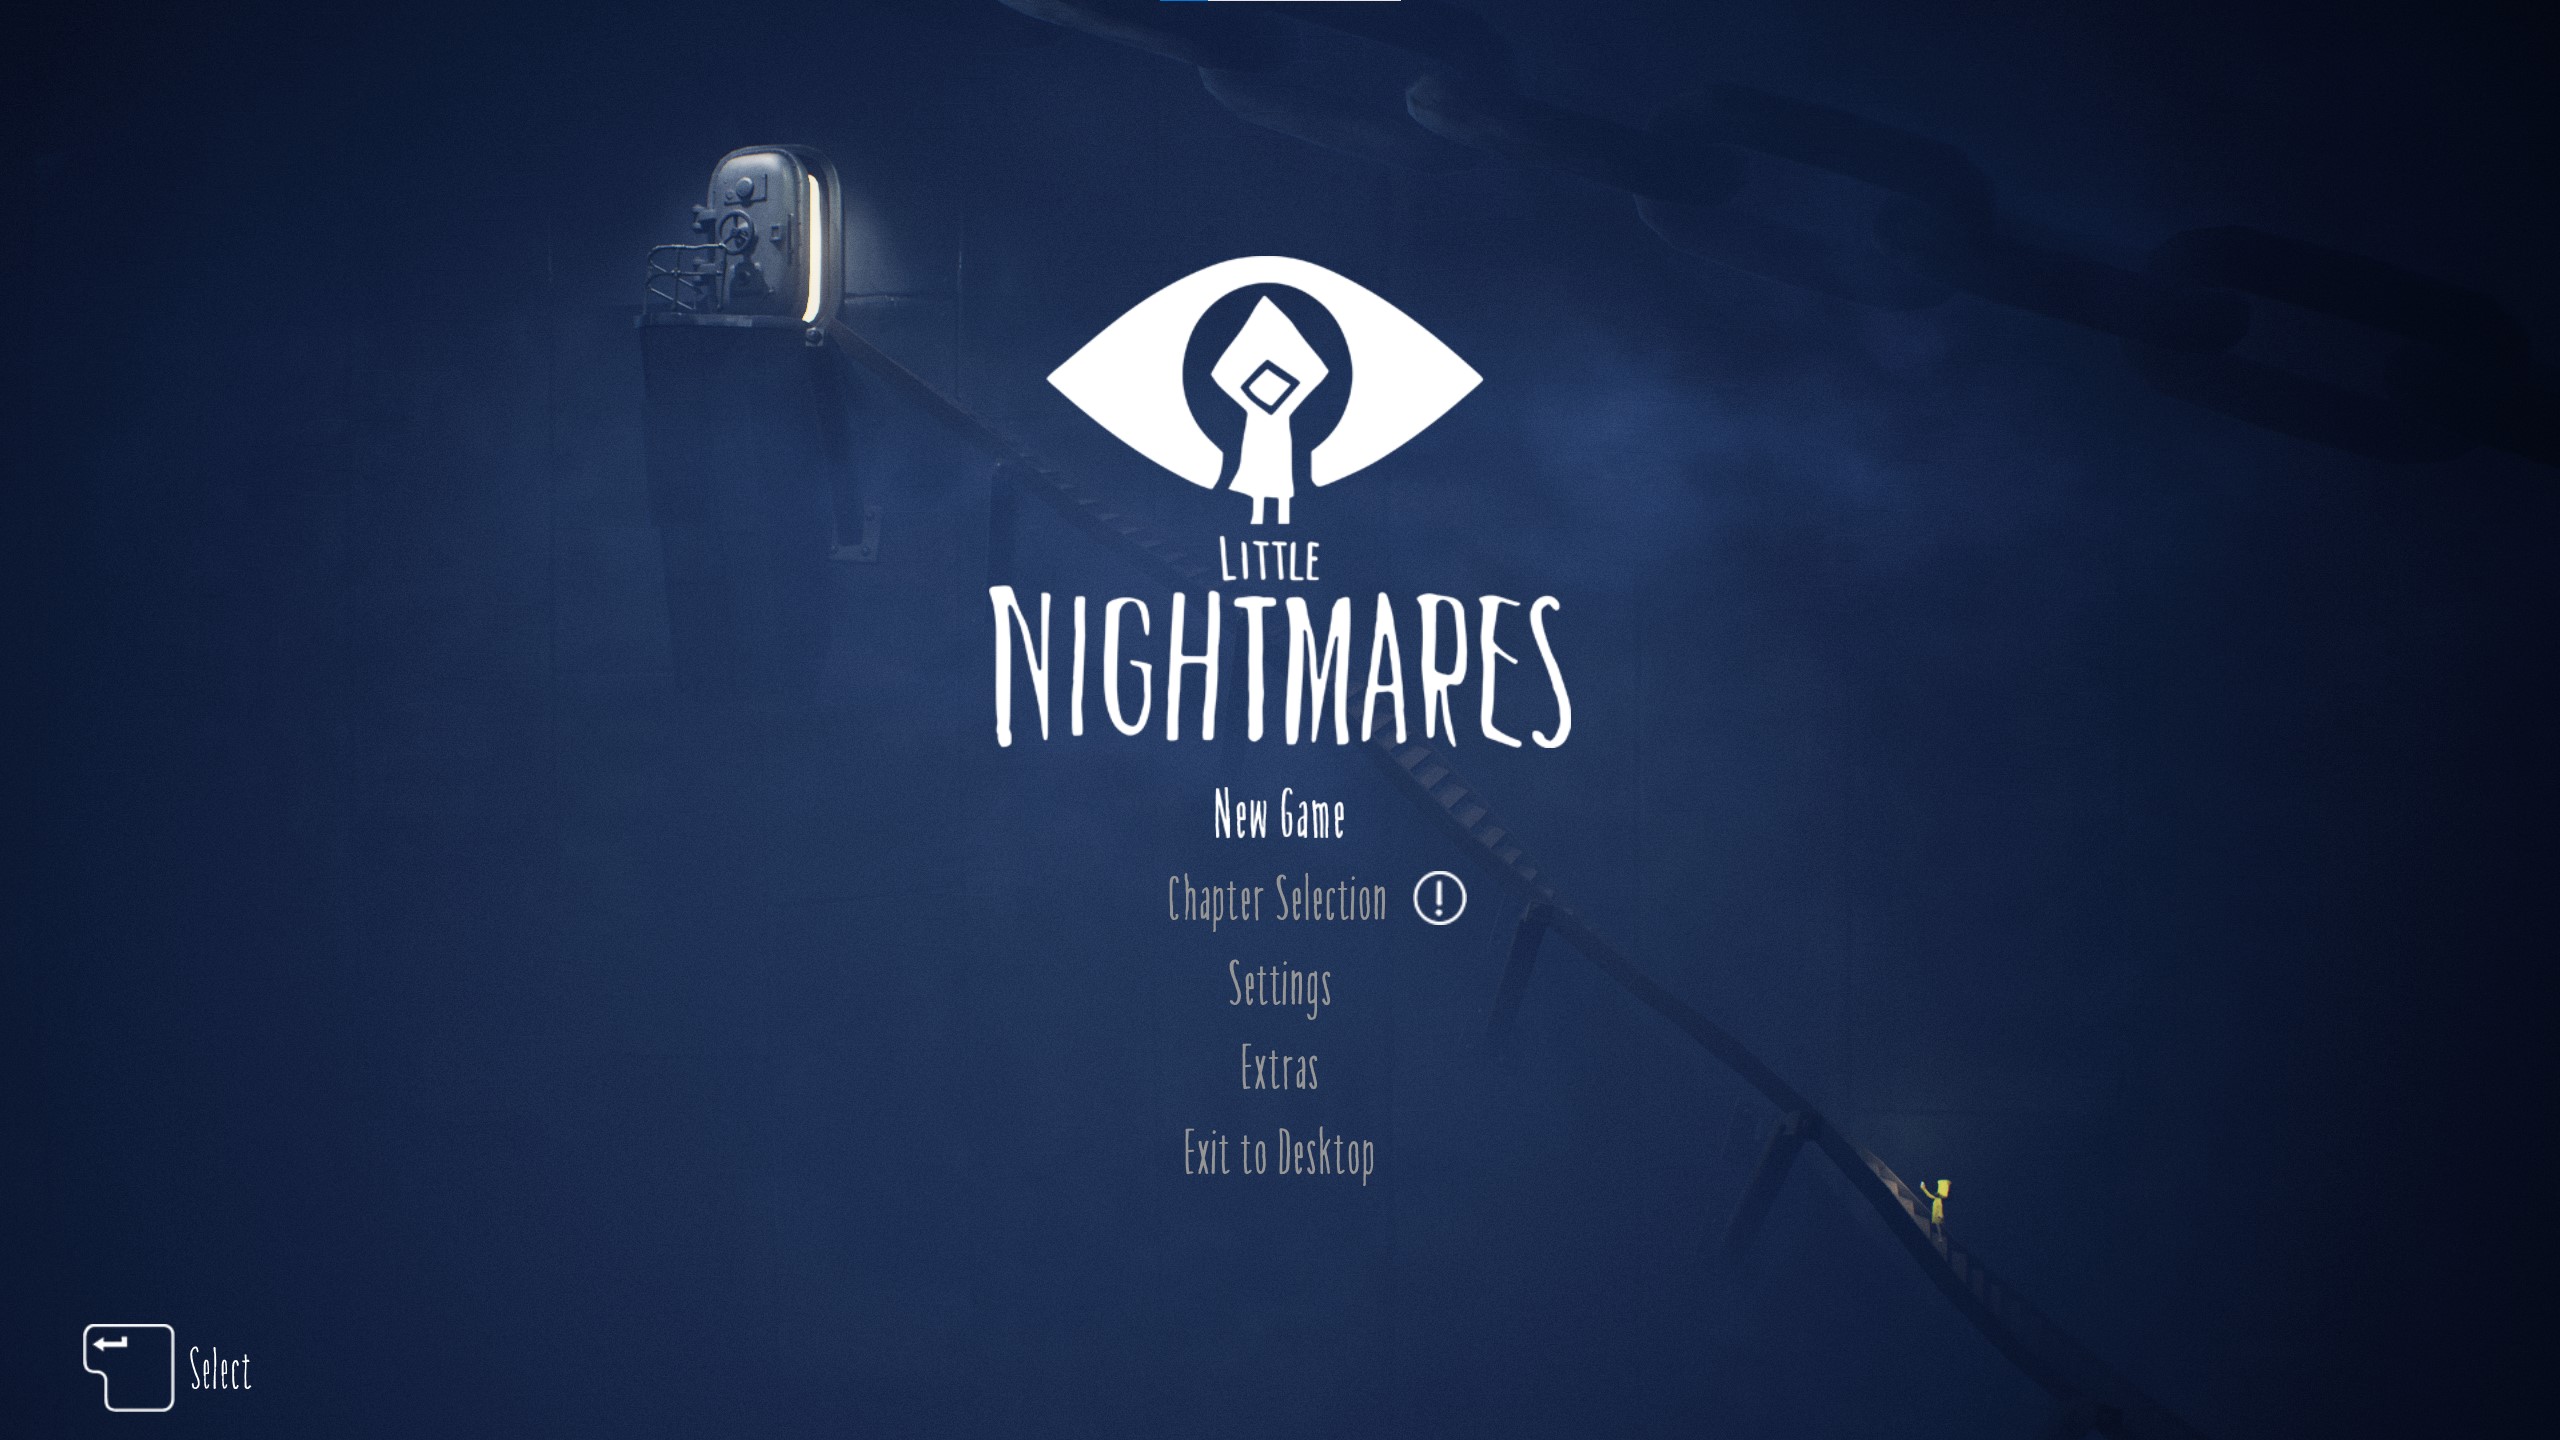 LITTLE
NIGHTMARES
New Game
Chapter Selection
Settings
Extras
Exit to Desktop
Select